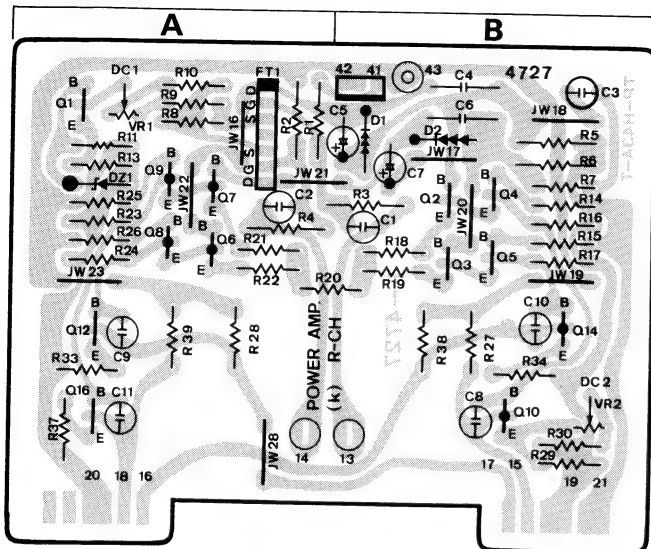 A B
DC1 R10 FT1 42 41 43 C4 4727 C3
B Q1 E VR1 R9 R8 D G S S G D JW16 R2 C5 D1 C6 JW18
R11 D2 JW17 R5
R13 R6
Q9 B E JW22 B Q7 E JW21 C7 R7
DZ1 R3 Q2 B E JW20 B Q4 E R14
R25 C2 C1 R16
R23 R4 R15
R26 Q8 B E B Q6 E R21 R18 B Q3 E B Q5 E R17
R24 R22 R19 JW19
JW23 R20
B Q12 E C9 R39 R28 POWER AMP. R-CH (k) 4727 R38 R27 C10 B Q14 E
R33 R34
Q16 B E C11 C8 B Q10 E DC2 VR2
R37 R30
JW28 14 13 R29
20 18 16 17 15 19 21